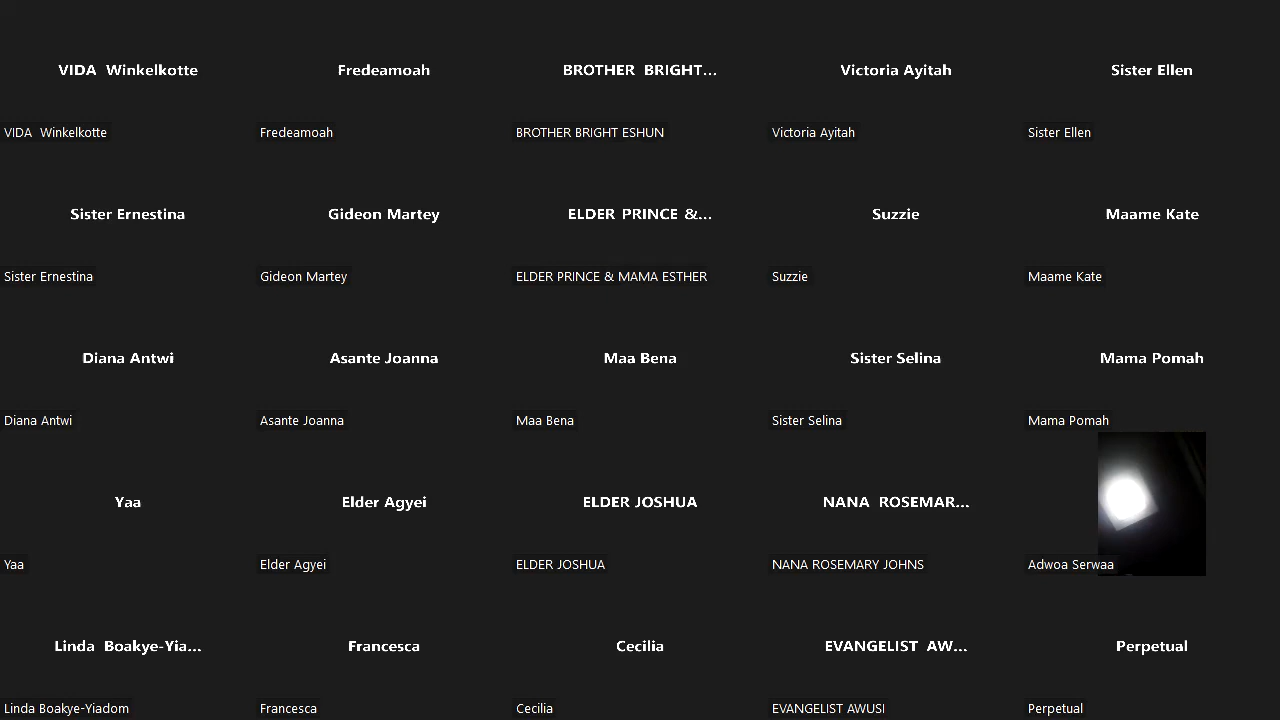 VIDA Winkelkotte
Fredeamoah
BROTHER BRIGHT...
Victoria Ayitah
Sister Ellen
VIDA Winkelkotte
Fredeamoah
BROTHER BRIGHT ESHUN
Victoria Ayitah
Sister Ellen
Sister Ernestina
Gideon Martey
ELDER PRINCE &...
Suzzie
Maame Kate
Sister Ernestina
Gideon Martey
ELDER PRINCE & MAMA ESTHER
Suzzie
Maame Kate
Diana Antwi
Asante Joanna
Maa Bena
Sister Selina
Mama Pomah
Diana Antwi
Asante Joanna
Maa Bena
Sister Selina
Mama Pomah
Yaa
Elder Agyei
ELDER JOSHUA
NANA ROSEMAR...
Yaa
Elder Agyei
ELDER JOSHUA
NANA ROSEMARY JOHNS
Adwoa Serwaa
Linda Boakye-Yia...
Francesca
Cecilia
EVANGELIST AW...
Perpetual
Linda Boakye-Yiadom
Francesca
Cecilia
EVANGELIST AWUSI
Perpetual